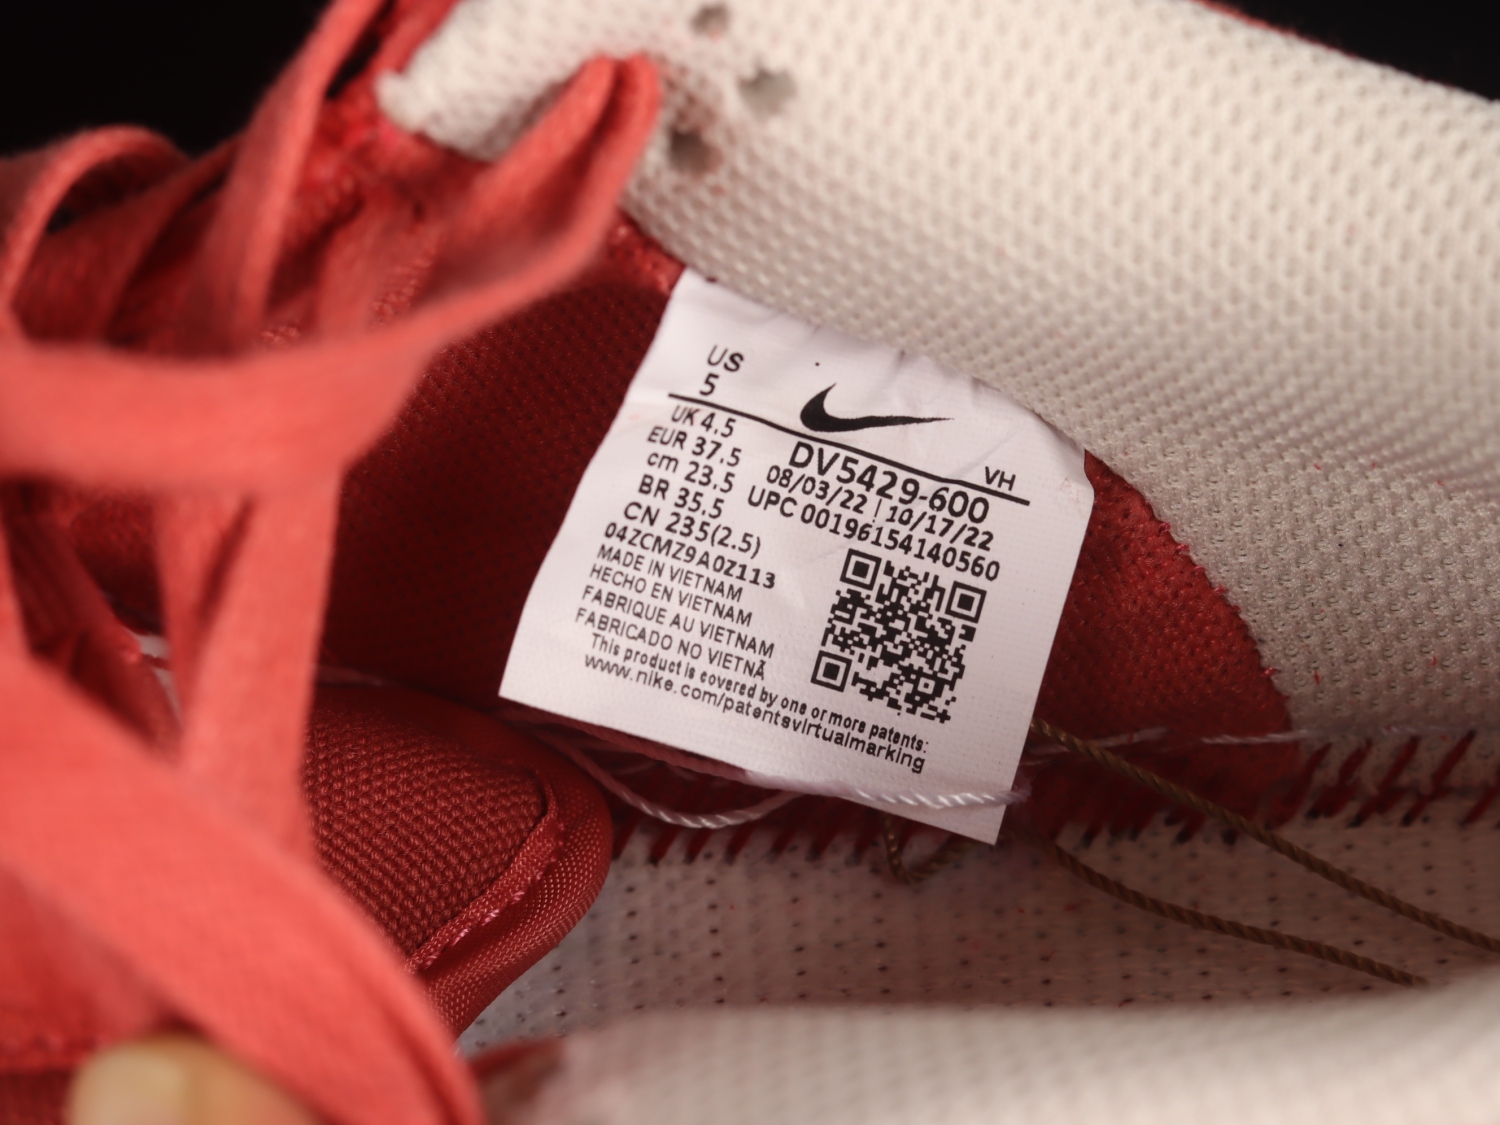 US
5
VH
UK 4.5
EUR 37.5
cm 23.5
BR 35.5
CN 235(2.5)
DV5429-600
08/03/22 | 10/17/22
UPC 00196154140560
04ZCMZ9A0Z113
MADE IN VIETNAM
HECHO EN VIETNAM
FABRIQUE AU VIETNAM
FABRICADO NO VIETNÃ
This product is covered by one or more patents:
www.nike.com/patentsvirtualmarking